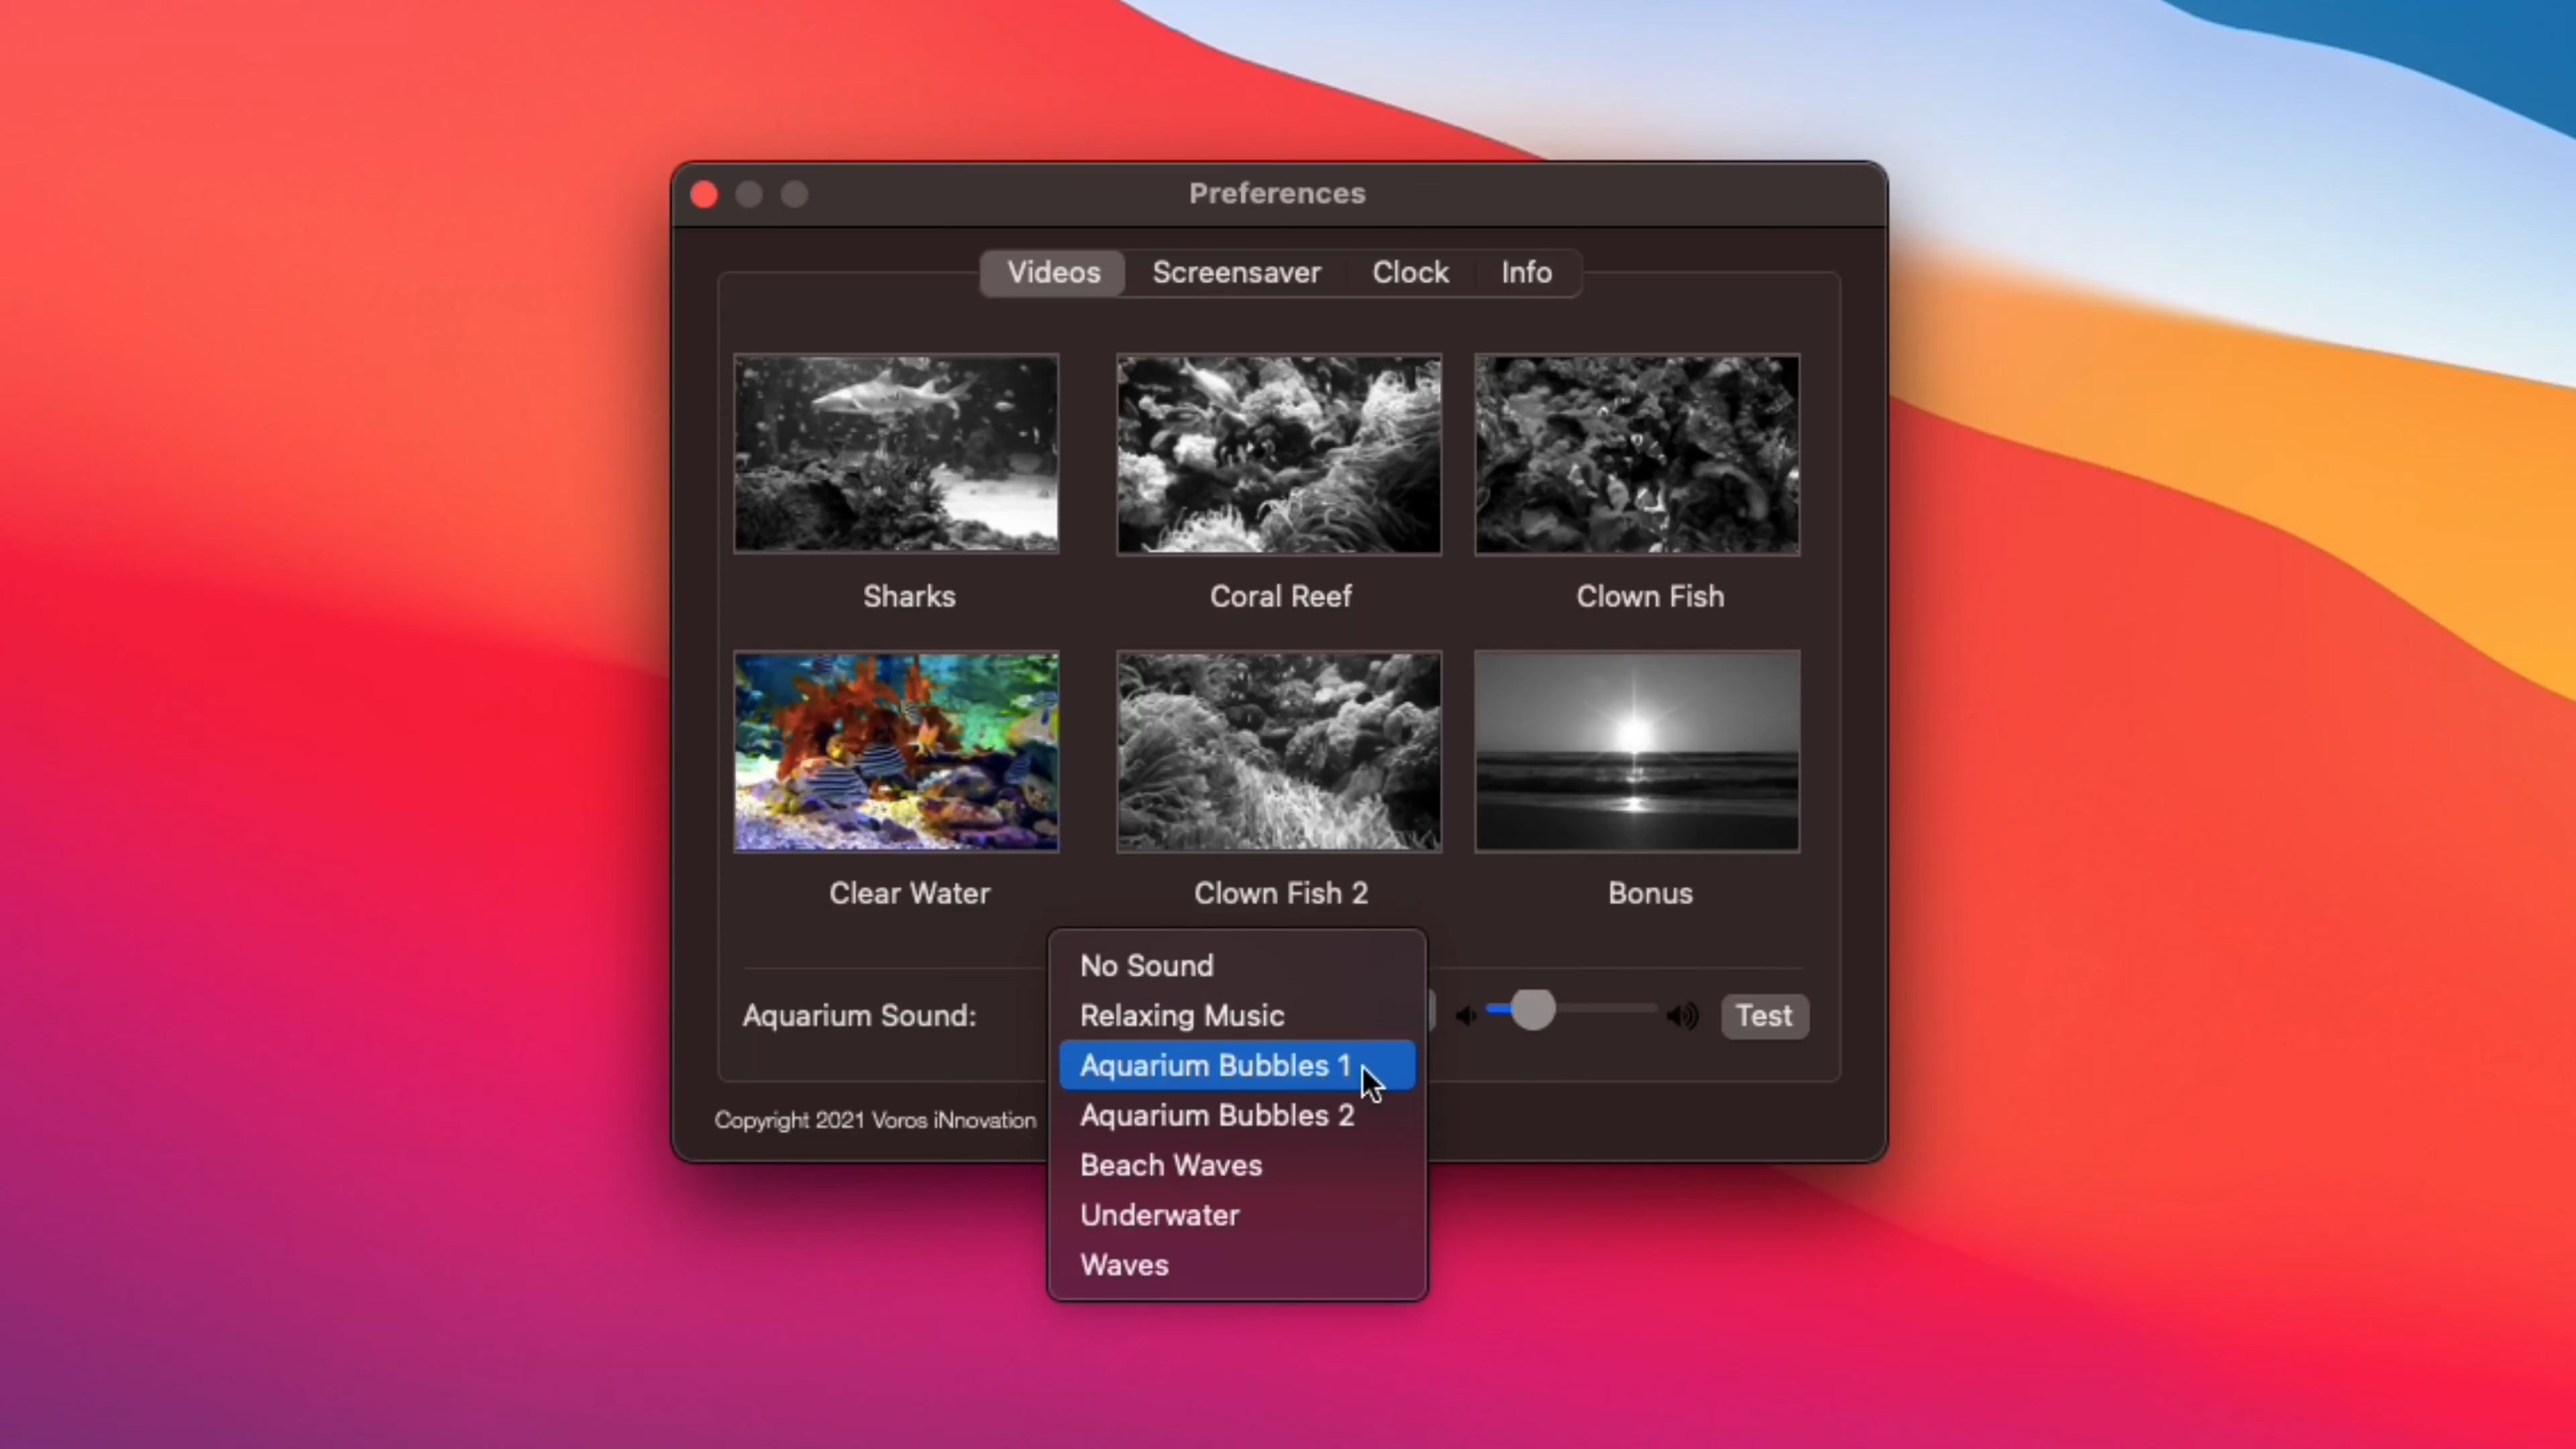 Preferences
Videos Screensaver Clock Info
Sharks Coral Reef Clown Fish
Clear Water Clown Fish 2 Bonus
No Sound
Aquarium Sound: Relaxing Music Test
Aquarium Bubbles 1
Copyright 2021 Voros iNnovation Aquarium Bubbles 2
Beach Waves
Underwater
Waves